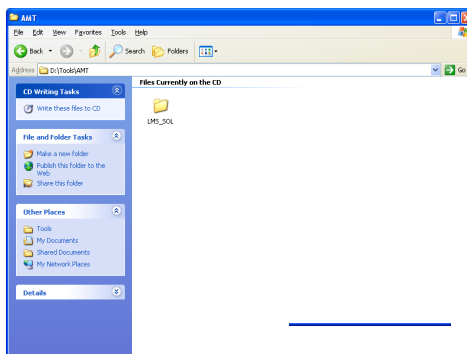 AMT
File Edit View Favorites Tools Help
Back Search Folders
Address D:\Tools\AMT Go
Files Currently on the CD
CD Writing Tasks
Write these files to CD
LMS_SOL
File and Folder Tasks
Make a new folder
Publish this folder to the
Web
Share this folder
Other Places
Tools
My Documents
Shared Documents
My Network Places
Details